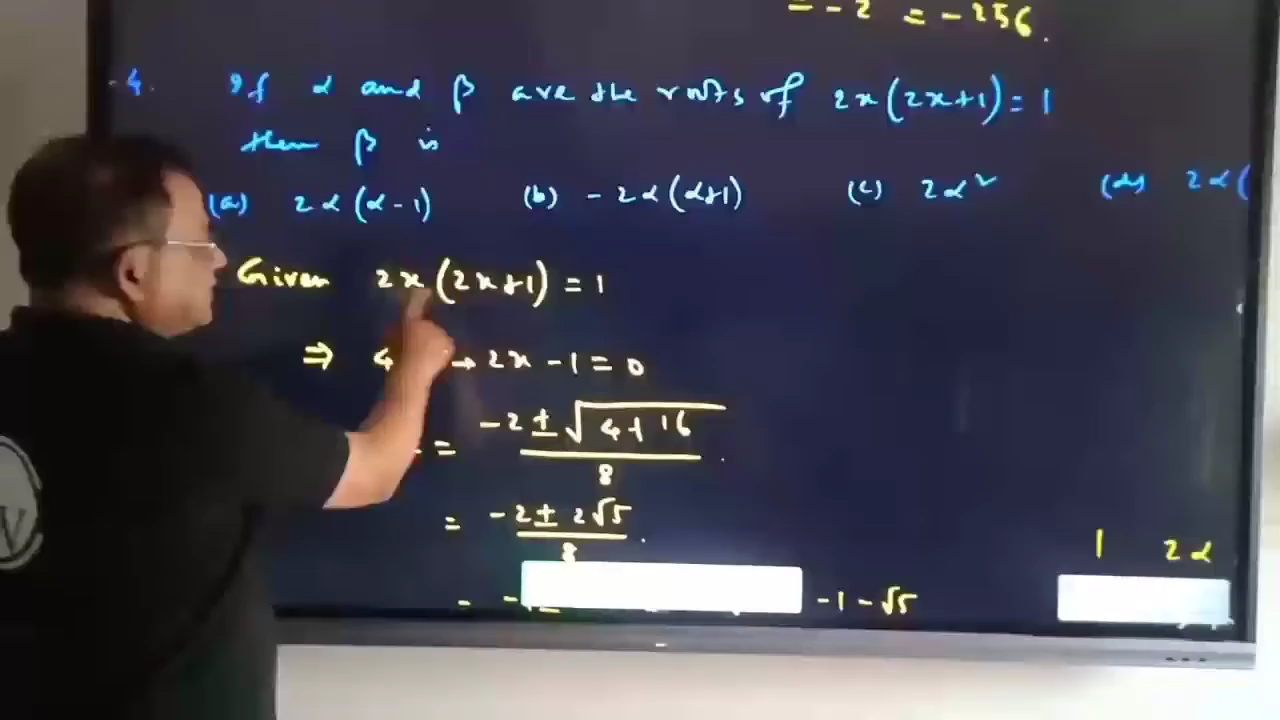 = -2 = -256.
4. If α and β are the roots of 2x(2x+1) = 1
then β is
(a) 2α(α-1) (b) -2α(α+1) (c) 2α² (d) 2α(
Given 2x(2x+1) = 1
⇒ 4 + 2x - 1 = 0
= -2 ± √4+16 / 8 .
= -2 ± 2√5 / 8 .
1 2α
= -1± -1-√5
V